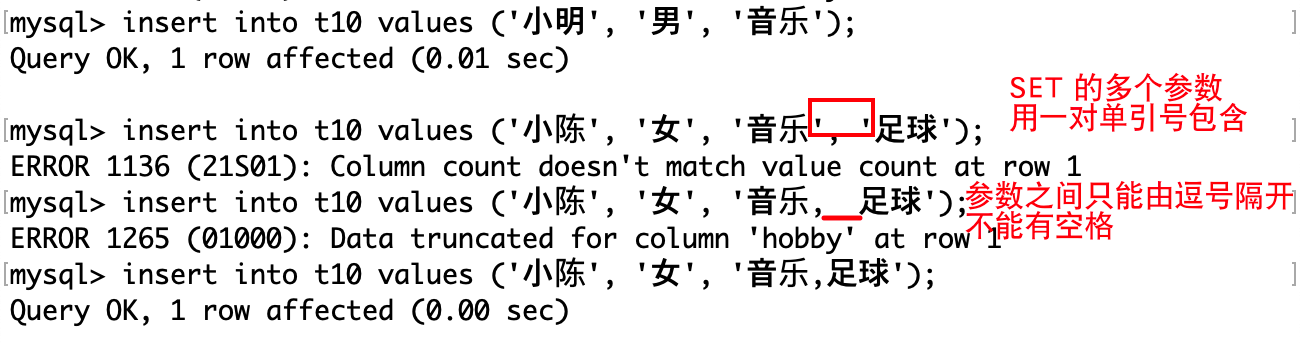 mysql> insert into t10 values ('小明', '男', '音乐');
Query OK, 1 row affected (0.01 sec)
SET 的多个参数
用一对单引号包含
mysql> insert into t10 values ('小陈', '女', '音乐', '足球');
ERROR 1136 (21S01): Column count doesn't match value count at row 1
mysql> insert into t10 values ('小陈', '女', '音乐,  足球');
参数之间只能由逗号隔开
不能有空格
ERROR 1265 (01000): Data truncated for column 'hobby' at row 1
mysql> insert into t10 values ('小陈', '女', '音乐,足球');
Query OK, 1 row affected (0.00 sec)